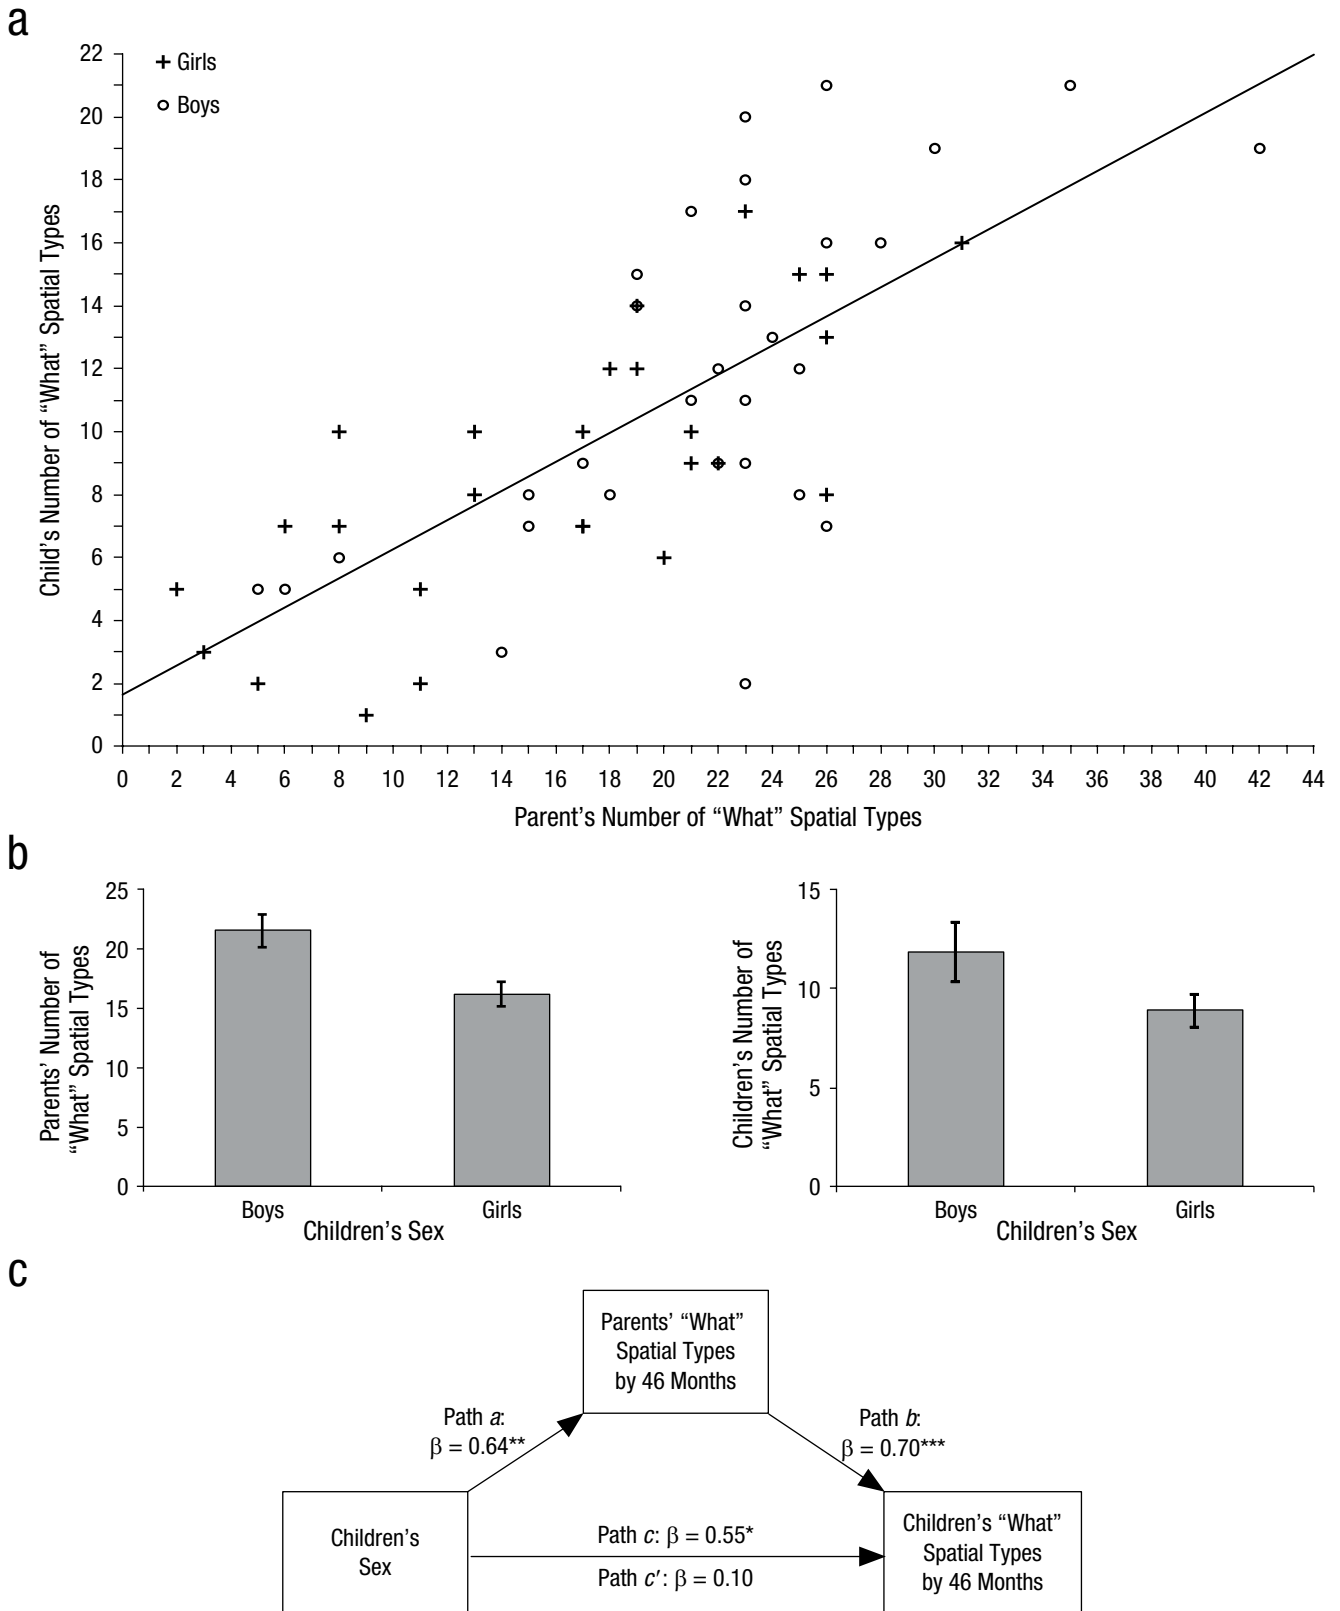 a
22
20
18
16
14
12
10
8
6
4
2
0
+ Girls
o Boys
Child’s Number of “What” Spatial Types
0 2 4 6 8 10 12 14 16 18 20 22 24 26 28 30 32 34 36 38 40 42 44
Parent’s Number of “What” Spatial Types
b
25
20
15
10
5
0
Parents’ Number of
“What” Spatial Types
Boys Girls
Children’s Sex
15
10
5
0
Children’s Number of
“What” Spatial Types
Boys Girls
Children’s Sex
c
Parents’ “What”
Spatial Types
by 46 Months
Path a:
β = 0.64**
Path b:
β = 0.70***
Children’s
Sex
Path c: β = 0.55*
Path c′: β = 0.10
Children’s “What”
Spatial Types
by 46 Months